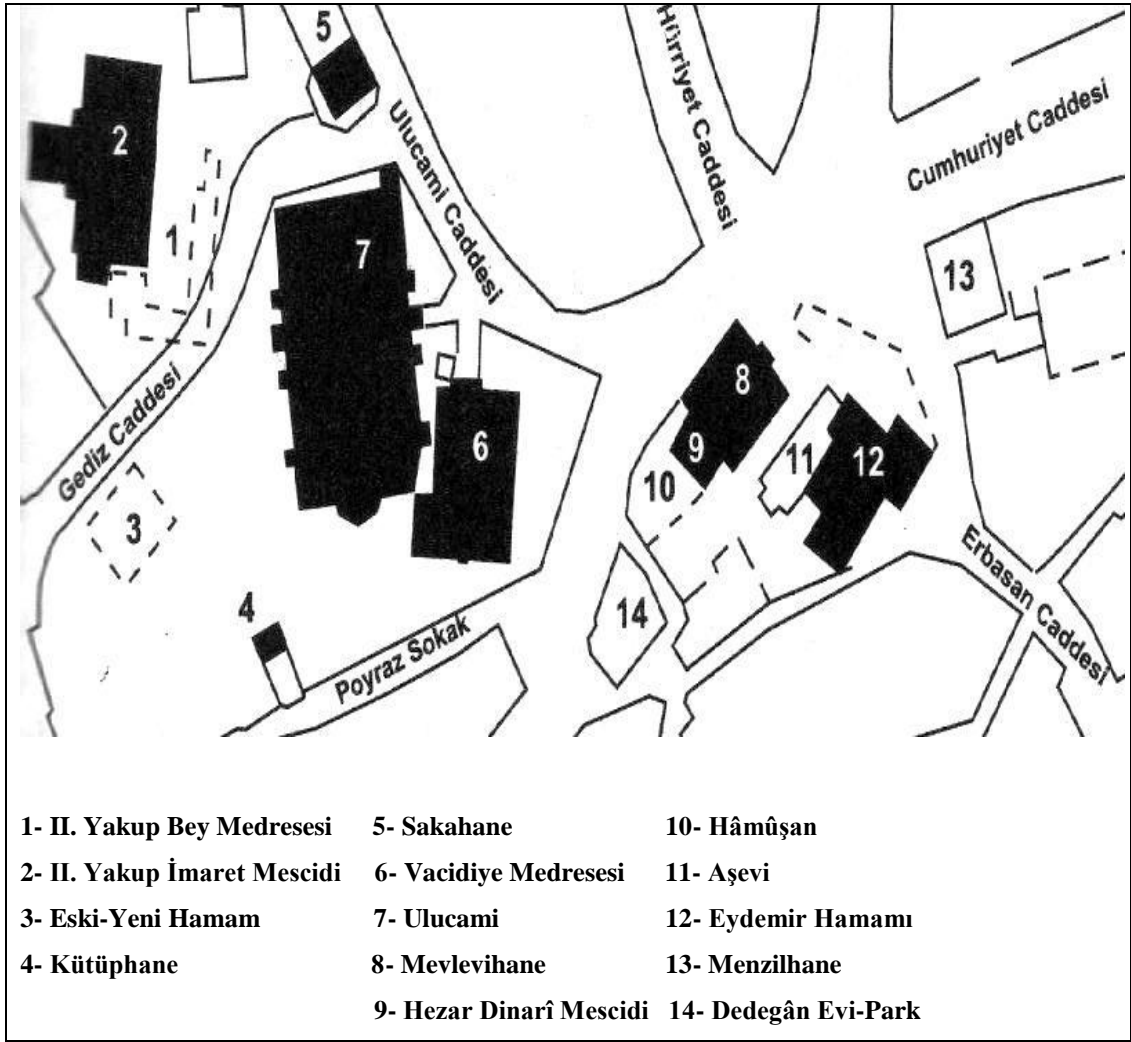 5
Ulucami Caddesi
Hürriyet Caddesi
Cumhuriyet Caddesi
2
1
7
13
8
Gediz Caddesi
6
9
11
12
10
3
Erbasan Caddesi
4
14
Poyraz Sokak
1- II. Yakup Bey Medresesi 5- Sakahane 10- Hâmûşan
2- II. Yakup İmaret Mescidi 6- Vacidiye Medresesi 11- Aşevi
3- Eski-Yeni Hamam 7- Ulucami 12- Eydemir Hamamı
4- Kütüphane 8- Mevlevihane 13- Menzilhane
9- Hezar Dinarî Mescidi 14- Dedegân Evi-Park